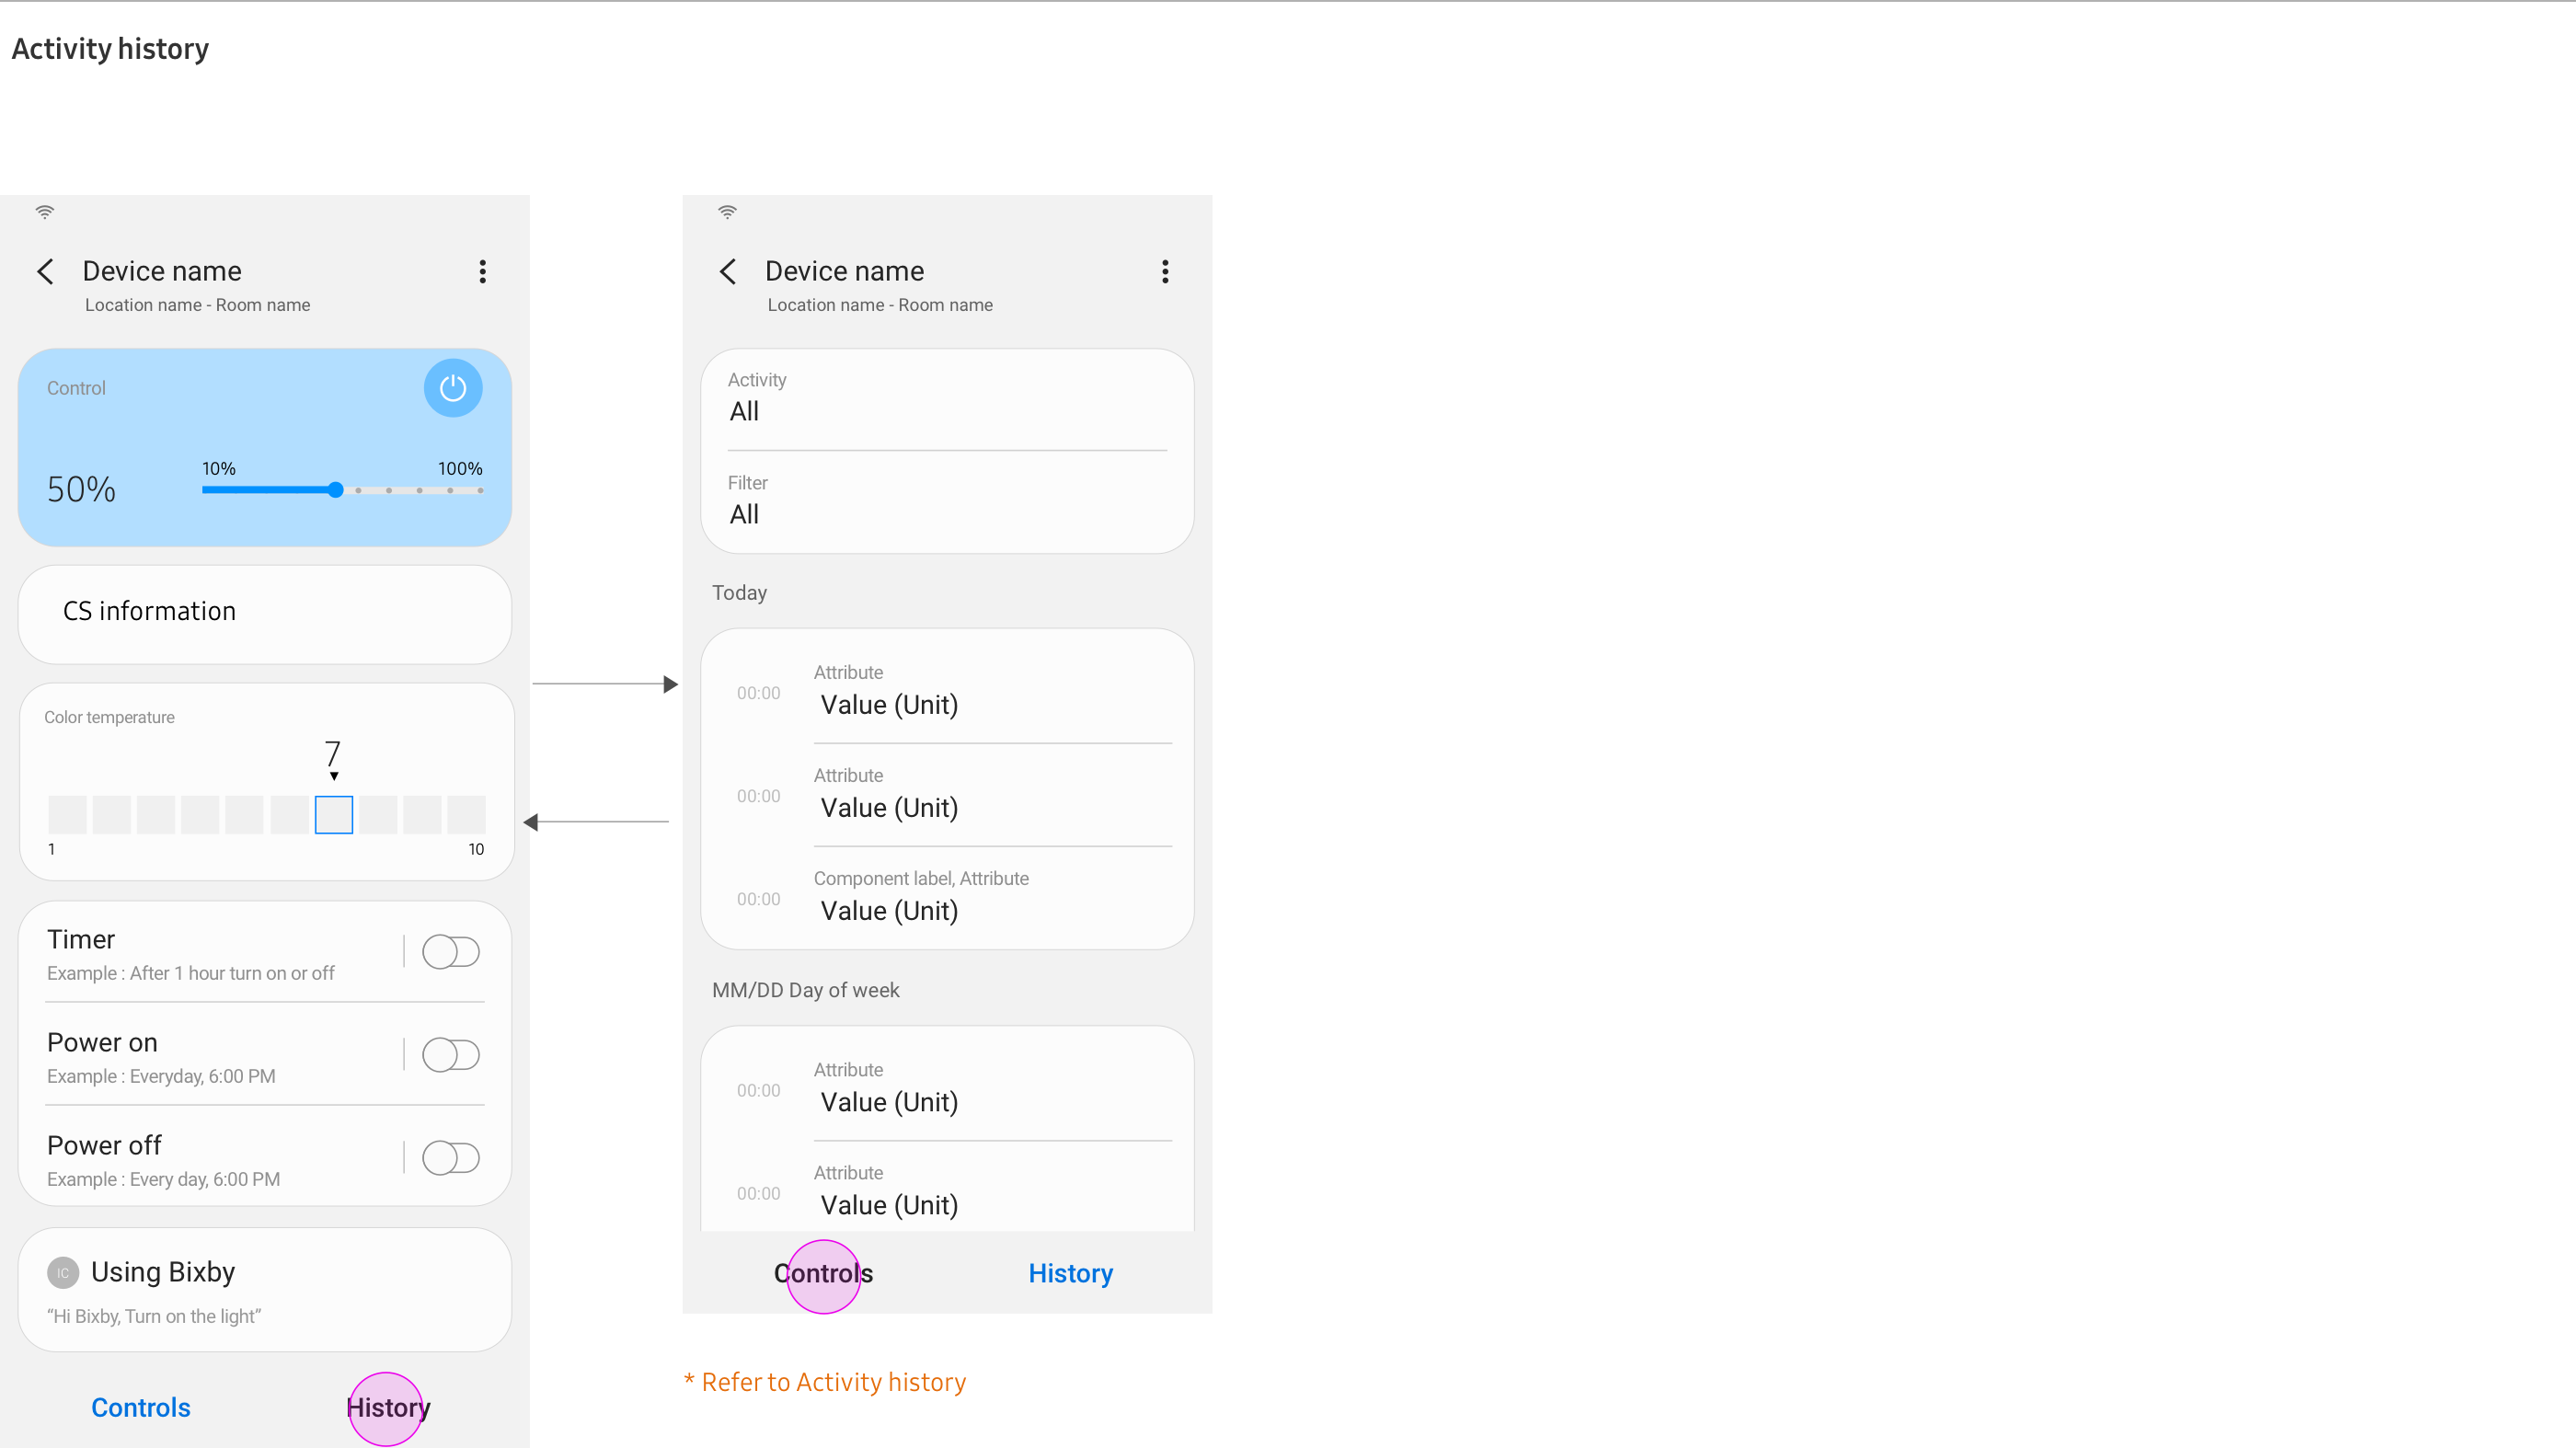 Activity history
Device name
Location name - Room name
Control
10%
100%
50%
CS information
Color temperature
7
1
10
Timer
Example : After 1 hour turn on or off
Power on
Example : Everyday, 6:00 PM
Power off
Example : Every day, 6:00 PM
IC Using Bixby
“Hi Bixby, Turn on the light”
Controls
History
Device name
Location name - Room name
Activity
All
Filter
All
Today
Attribute
00:00
Value (Unit)
Attribute
00:00
Value (Unit)
Component label, Attribute
00:00
Value (Unit)
MM/DD Day of week
Attribute
00:00
Value (Unit)
Attribute
00:00
Value (Unit)
Controls
History
* Refer to Activity history